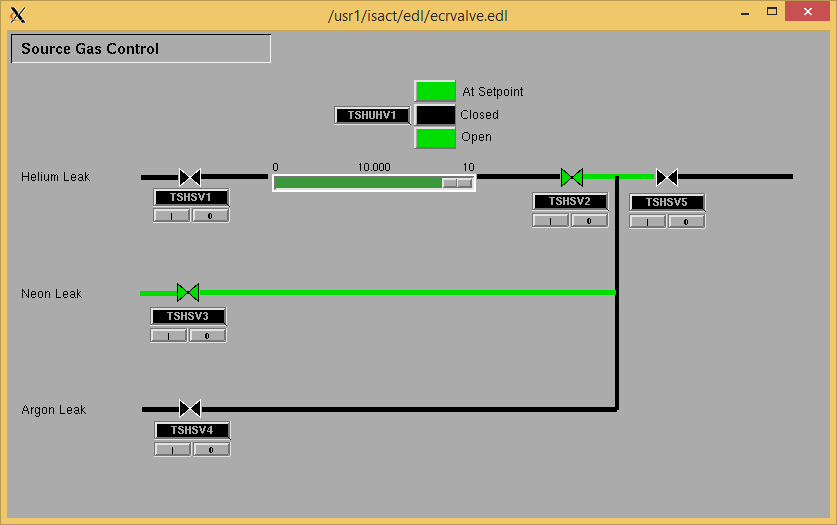 /usr1/isact/edl/ecrvalve.edl
Source Gas Control
At Setpoint
TSHUHV1 Closed
Open
0 10.000 10
Helium Leak
TSHSV1 TSHSV2 TSHSV5
| 0 | 0 | 0
Neon Leak
TSHSV3
| 0
Argon Leak
TSHSV4
| 0